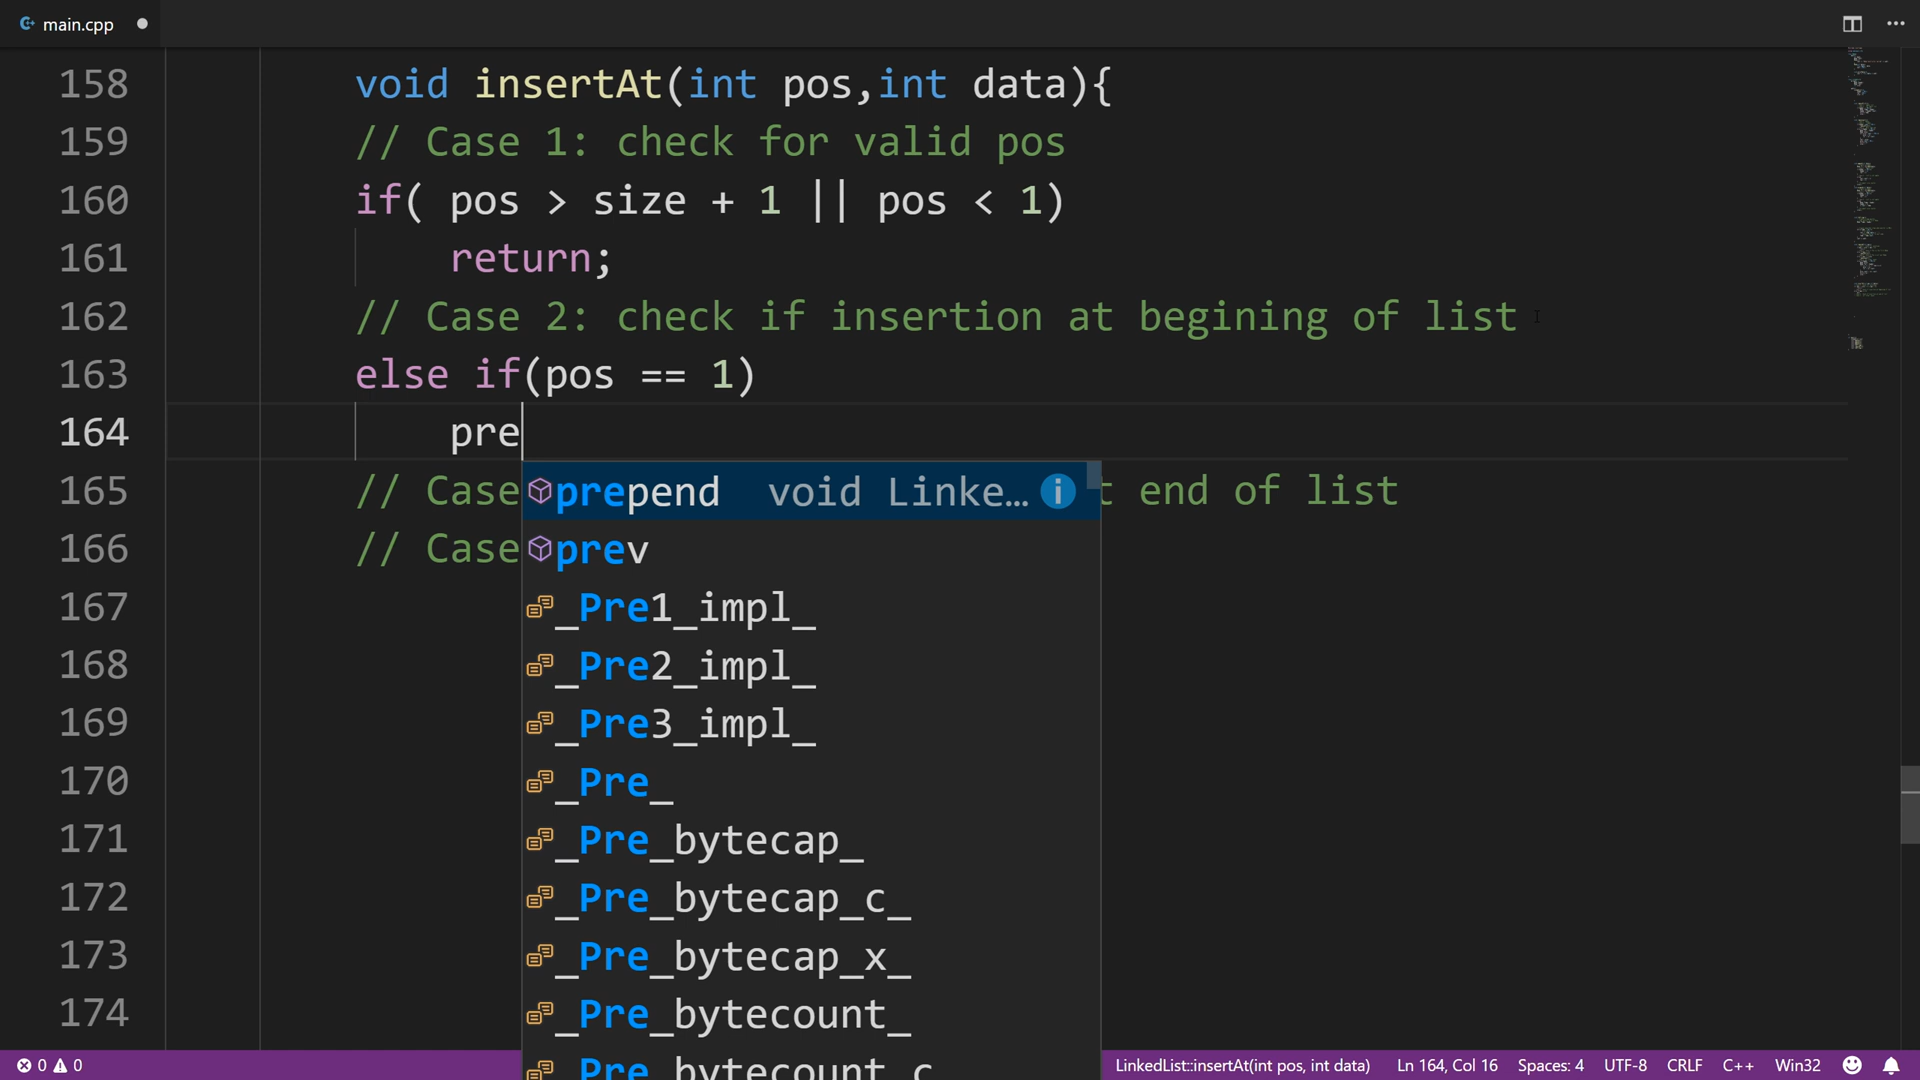 main.cpp
158 void insertAt(int pos,int data){
159 // Case 1: check for valid pos
160 if( pos > size + 1 || pos < 1)
161 return;
162 // Case 2: check if insertion at begining of list
163 else if(pos == 1)
164 pre
165 // Case end of list
166 // Case
167
168
169
170
171
172
173
174
prepend void Linke...
prev
_Pre1_impl_
_Pre2_impl_
_Pre3_impl_
_Pre_
_Pre_bytecap_
_Pre_bytecap_c_
_Pre_bytecap_x_
_Pre_bytecount_
_Pre_bytecount_c_
0 0 LinkedList::insertAt(int pos, int data) Ln 164, Col 16 Spaces: 4 UTF-8 CRLF C++ Win32